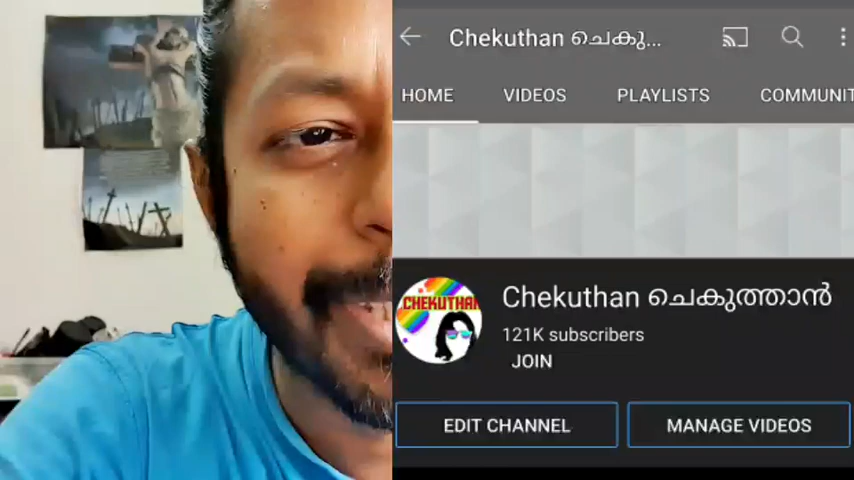 Chekuthan ചെകു...
HOME VIDEOS PLAYLISTS COMMUNIT
CHEKUTHAN
Chekuthan ചെകുത്താൻ
121K subscribers
JOIN
EDIT CHANNEL MANAGE VIDEOS